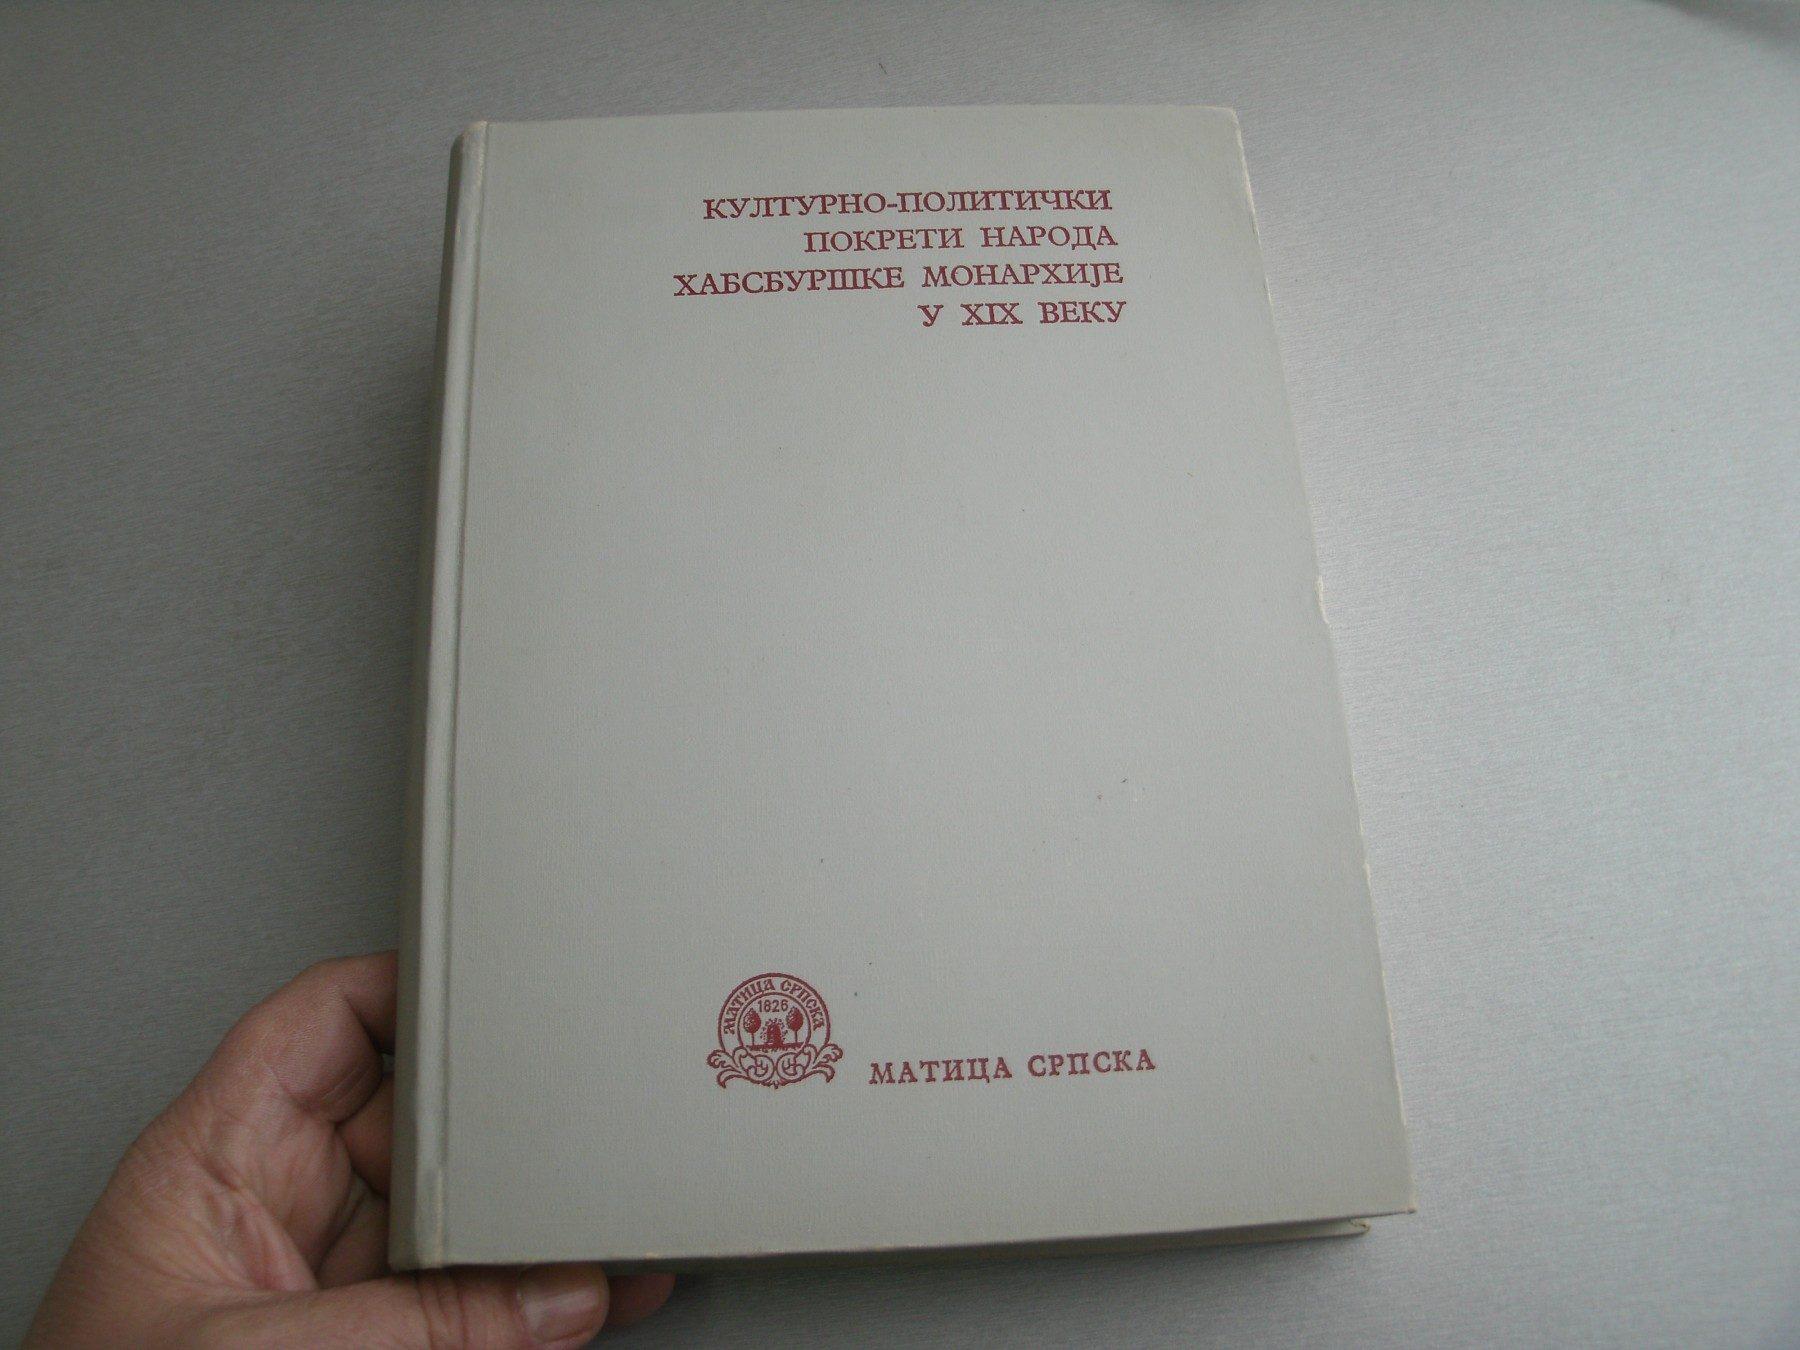 КУЛТУРНО-ПОЛИТИЧКИ
ПОКРЕТИ НАРОДА
ХАБСБУРШКЕ МОНАРХИЈЕ
У XIX ВЕКУ
МАТИЦА СРПСКА
1826
МАТИЦА СРПСКА